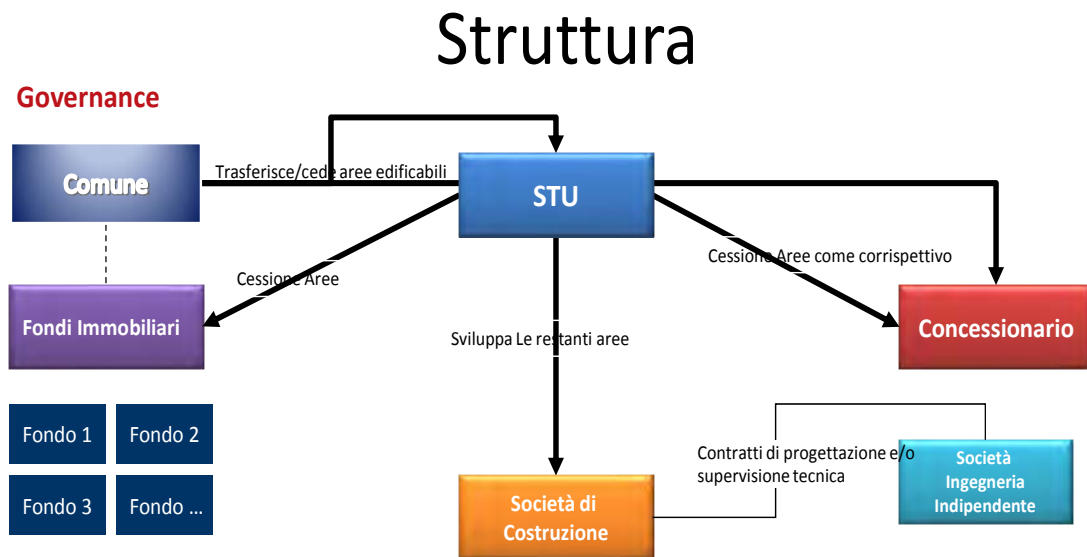 Struttura
Governance
Comune
Trasferisce/cede aree edificabili
STU
Cessione Aree
Cessione Aree come corrispettivo
Fondi Immobiliari
Sviluppa Le restanti aree
Concessionario
Fondo 1
Fondo 2
Fondo 3
Fondo ...
Società di
Costruzione
Contratti di progettazione e/o
supervisione tecnica
Società
Ingegneria
Indipendente